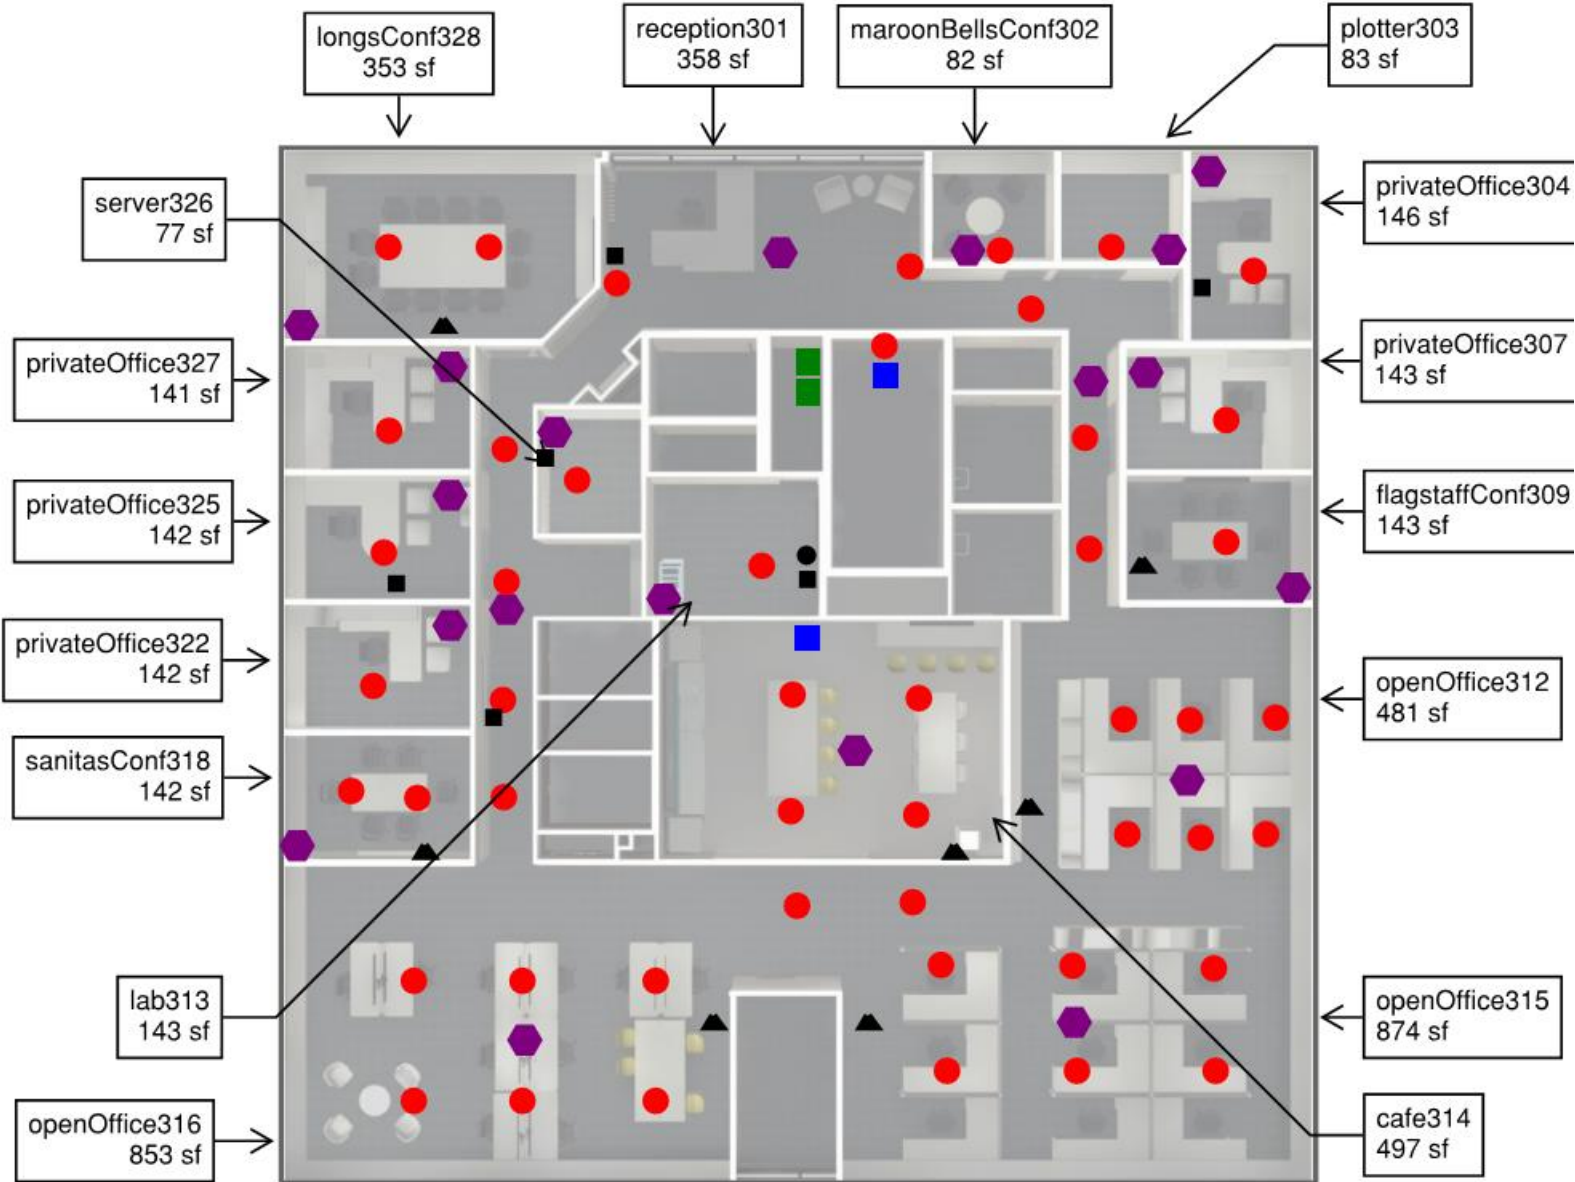 longsConf328
353 sf
reception301
358 sf
maroonBellsConf302
82 sf
plotter303
83 sf
server326
77 sf
privateOffice304
146 sf
privateOffice327
141 sf
privateOffice307
143 sf
privateOffice325
142 sf
flagstaffConf309
143 sf
privateOffice322
142 sf
openOffice312
481 sf
sanitasConf318
142 sf
lab313
143 sf
openOffice315
874 sf
openOffice316
853 sf
cafe314
497 sf